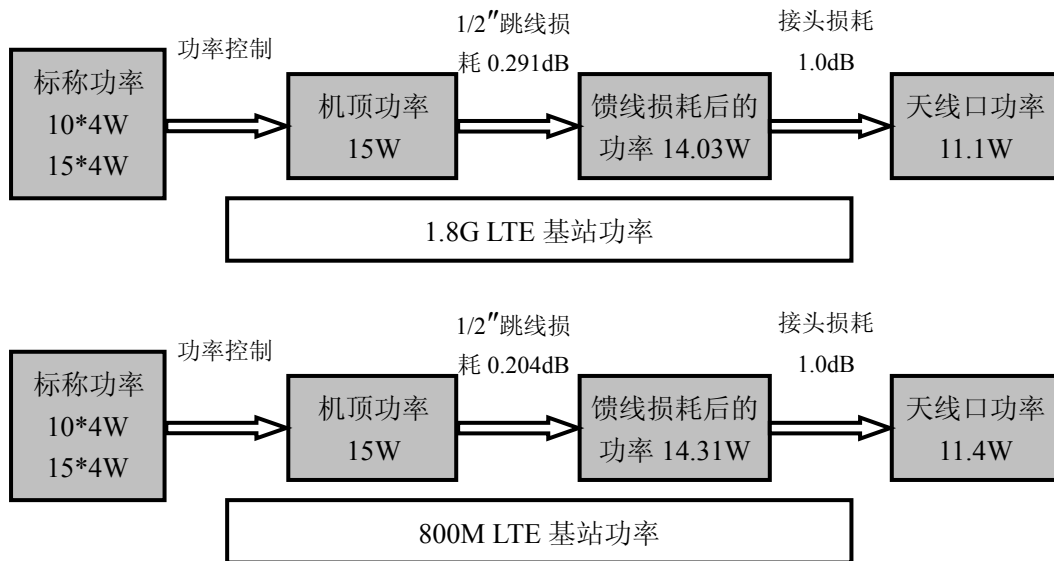 功率控制
1/2″跳线损
耗 0.291dB
接头损耗
1.0dB
标称功率
10*4W
15*4W
机顶功率
15W
馈线损耗后的
功率 14.03W
天线口功率
11.1W
1.8G LTE 基站功率
功率控制
1/2″跳线损
耗 0.204dB
接头损耗
1.0dB
标称功率
10*4W
15*4W
机顶功率
15W
馈线损耗后的
功率 14.31W
天线口功率
11.4W
800M LTE 基站功率